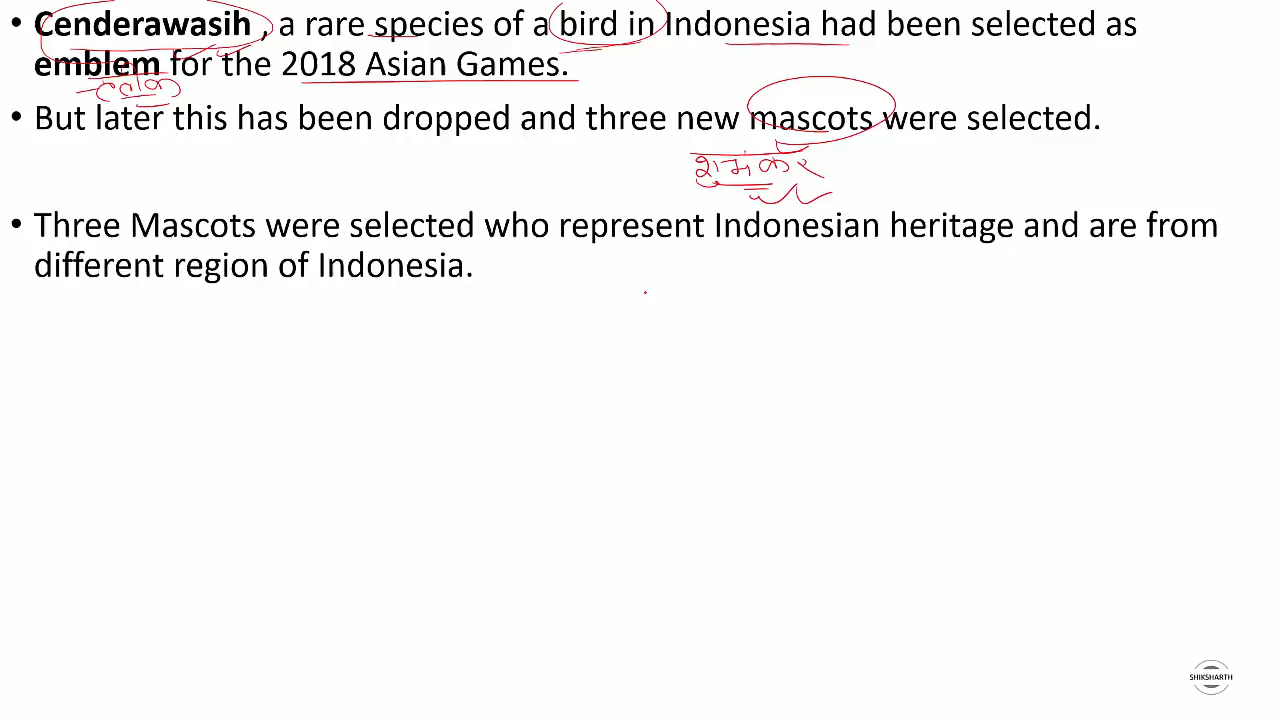 • Cenderawasih , a rare species of a bird in Indonesia had been selected as
emblem for the 2018 Asian Games.
• But later this has been dropped and three new mascots were selected.
शुभंकर
• Three Mascots were selected who represent Indonesian heritage and are from
different region of Indonesia.
SHIKSHARTH